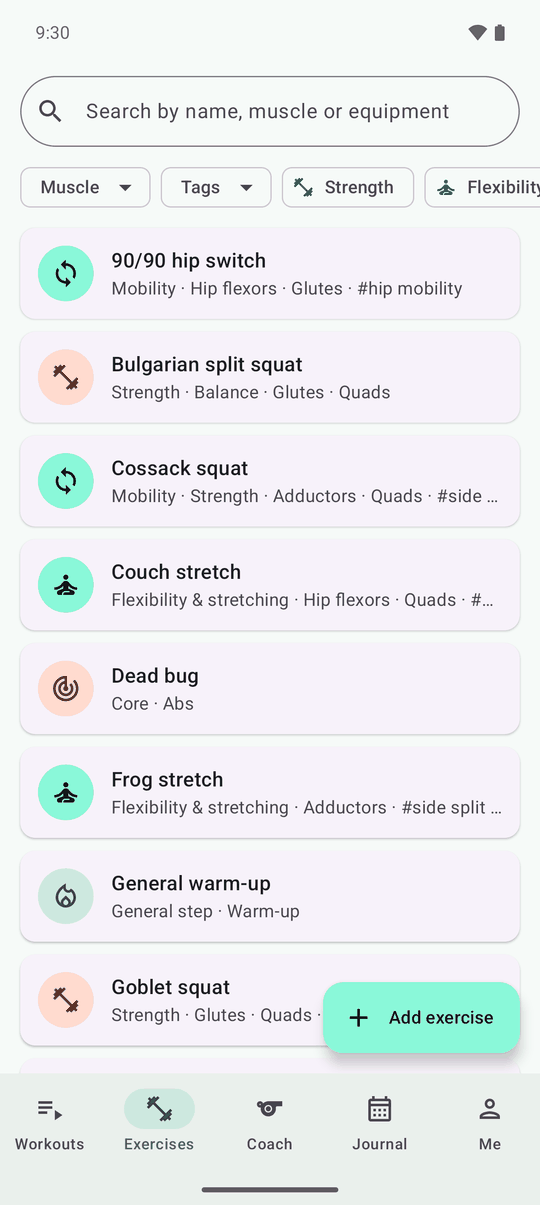 9:30
Search by name, muscle or equipment
Muscle
Tags
Strength
Flexibility
90/90 hip switch
Mobility · Hip flexors · Glutes · #hip mobility
Bulgarian split squat
Strength · Balance · Glutes · Quads
Cossack squat
Mobility · Strength · Adductors · Quads · #side ...
Couch stretch
Flexibility & stretching · Hip flexors · Quads · #...
Dead bug
Core · Abs
Frog stretch
Flexibility & stretching · Adductors · #side split ...
General warm-up
General step · Warm-up
Goblet squat
Strength · Glutes · Quads ·
Add exercise
Workouts
Exercises
Coach
Journal
Me